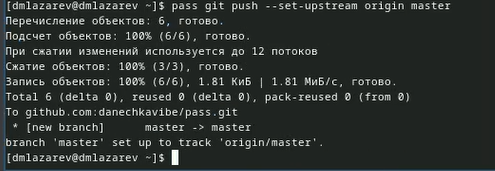 [dmlazarev@dmlazarev ~]$ pass git push --set-upstream origin master
Перечисление объектов: 6, готово.
Подсчет объектов: 100% (6/6), готово.
При сжатии изменений используется до 12 потоков
Сжатие объектов: 100% (3/3), готово.
Запись объектов: 100% (6/6), 1.81 КиБ | 1.81 МиБ/с, готово.
Total 6 (delta 0), reused 0 (delta 0), pack-reused 0 (from 0)
To github.com:danechkavibe/pass.git
 * [new branch]      master -> master
branch 'master' set up to track 'origin/master'.
[dmlazarev@dmlazarev ~]$